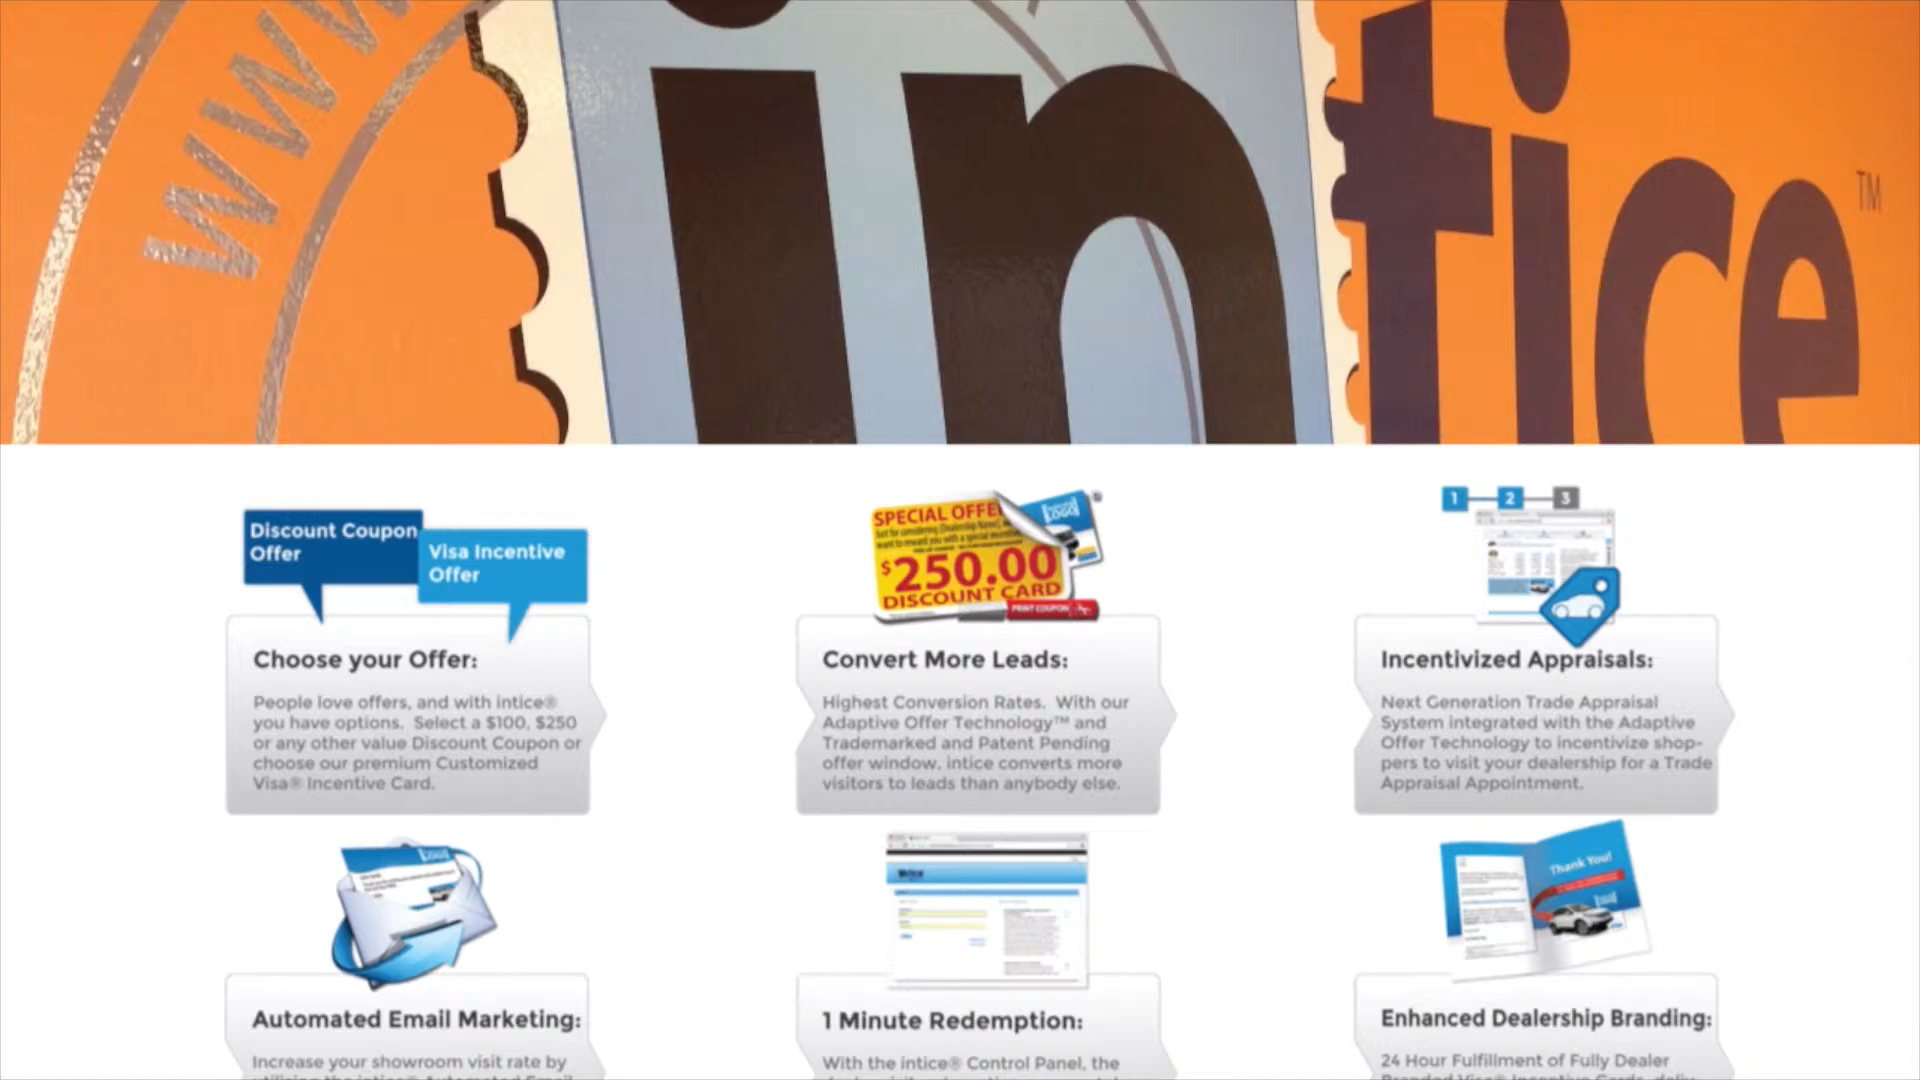 www
intice™
Discount Coupon
Offer
Visa Incentive
Offer
SPECIAL OFFE
$250.00
DISCOUNT CARD
PRINT COUPON
LOGO
1 2 3
Choose your Offer:
People love offers, and with intice®
you have options. Select a $100, $250
or any other value Discount Coupon or
choose our premium Customized
Visa® Incentive Card.
Convert More Leads:
Highest Conversion Rates. With our
Adaptive Offer Technology™ and
Trademarked and Patent Pending
offer window, intice converts more
visitors to leads than anybody else.
Incentivized Appraisals:
Next Generation Trade Appraisal
System integrated with the Adaptive
Offer Technology to incentivize shop-
pers to visit your dealership for a Trade
Appraisal Appointment.
intice
Thank You!
Automated Email Marketing:
Increase your showroom visit rate by
1 Minute Redemption:
With the intice® Control Panel, the
Enhanced Dealership Branding:
24 Hour Fulfillment of Fully Dealer